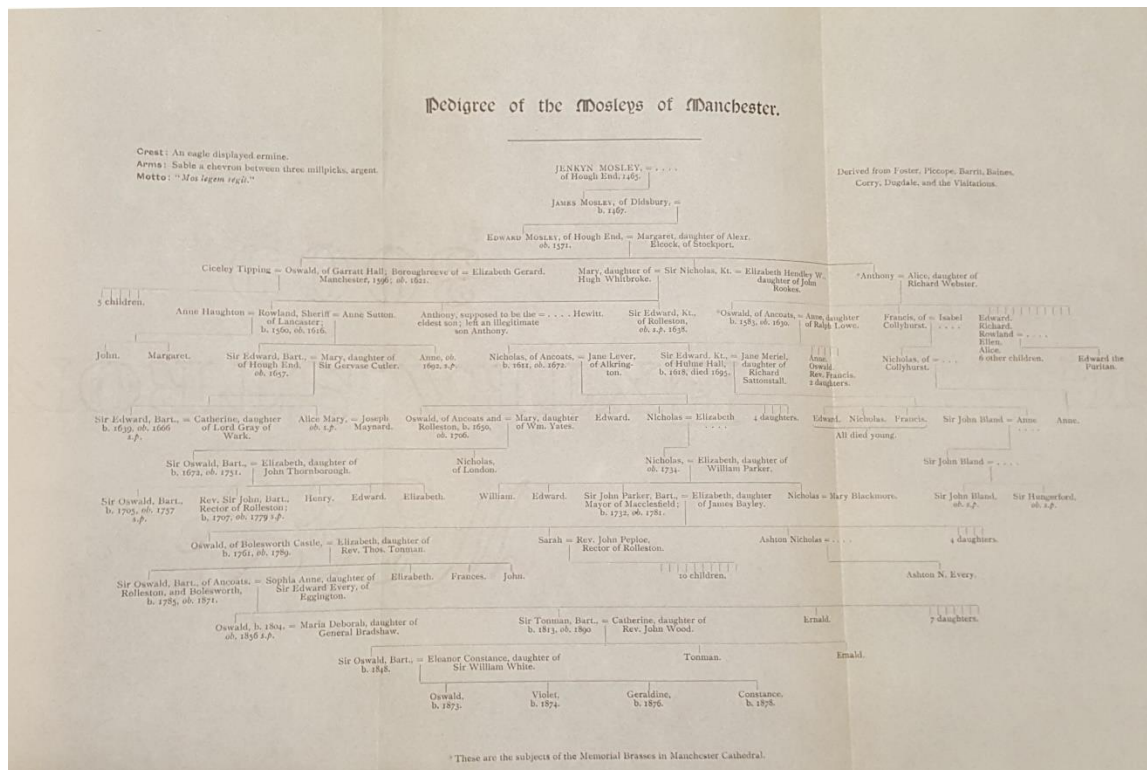 Pedigree of the Mosleys of Manchester.
Crest: An eagle displayed ermine.
Arms: Sable a chevron between three millpicks, argent.
Motto: "Mos legem regit."
JENKYN MOSLEY, = . . . .
of Hough End, 1465.
Derived from Foster, Piccope, Barrit, Baines,
Corry, Dugdale, and the Visitations.
JAMES MOSLEY, of Didsbury, =
b. 1467.
EDWARD MOSLEY, of Hough End, = Margaret, daughter of Alexr.
ob. 1571. Elcock, of Stockport.
Ciceley Tipping = Oswald, of Garratt Hall; Boroughreeve of = Elizabeth Gerard.
Manchester, 1596; ob. 1621.
Mary, daughter of = Sir Nicholas, Kt. = Elizabeth Hendley W.
Hugh Whitbroke. daughter of John
Rookes.
*Anthony = Alice, daughter of
Richard Webster.
5 children.
Anne Haughton = Rowland, Sheriff = Anne Sutton.
of Lancaster;
b. 1560, ob. 1616.
Anthony, supposed to be the = . . . . Hewitt.
eldest son; left an illegitimate
son Anthony.
Sir Edward, Kt.,
of Rolleston,
ob. s.p. 1638.
*Oswald, of Ancoats, = Anne, daughter
b. 1583, ob. 1630. of Ralph Lowe.
Francis, of = Isabel
Collyhurst. . . . .
Edward.
Richard.
Rowland = . . . .
Ellen.
Alice.
6 other children.
John. Margaret.
Sir Edward, Bart., = Mary, daughter of
of Hough End. Sir Gervase Cutler.
ob. 1657.
Anne, ob.
1692, s.p.
Nicholas, of Ancoats, = Jane Lever,
b. 1611, ob. 1672. of Alkring-
ton.
Sir Edward, Kt., = Jane Meriel,
of Hulme Hall, daughter of
b. 1618, died 1695. Richard
Sattonstall.
Anne.
Oswald.
Rev. Francis.
2 daughters.
Nicholas, of = . . . .
Collyhurst.
Edward the
Puritan.
Sir Edward, Bart., = Catherine, daughter
b. 1639, ob. 1666 of Lord Gray of
s.p. Wark.
Alice Mary, = Joseph
ob. s.p. Maynard.
Oswald, of Ancoats and = Mary, daughter
Rolleston, b. 1650, of Wm. Yates.
ob. 1706.
Edward. Nicholas = Elizabeth 4 daughters.
. . . .
Edward. Nicholas. Francis.
All died young.
Sir John Bland = Anne Anne.
. . . .
Sir Oswald, Bart., = Elizabeth, daughter of
b. 1672, ob. 1751. John Thornborough.
Nicholas,
of London.
Nicholas, = Elizabeth, daughter of
ob. 1734. William Parker.
Sir John Bland = . . . .
Sir Oswald, Bart.,
b. 1705, ob. 1757
s.p.
Rev. Sir John, Bart.,
Rector of Rolleston;
b. 1707, ob. 1779 s.p.
Henry. Edward. Elizabeth.
William. Edward.
Sir John Parker, Bart., = Elizabeth, daughter
Mayor of Macclesfield; of James Bayley.
b. 1732, ob. 1781.
Nicholas = Mary Blackmore.
Sir John Bland,
ob. s.p.
Sir Hungerford,
ob. s.p.
Oswald, of Bolesworth Castle, = Elizabeth, daughter of
b. 1761, ob. 1789. Rev. Thos. Tonman.
Sarah = Rev. John Peploe,
Rector of Rolleston.
Ashton Nicholas = . . . .
4 daughters.
Sir Oswald, Bart., of Ancoats, = Sophia Anne, daughter of
Rolleston, and Bolesworth, Sir Edward Every, of
b. 1785, ob. 1871. Eggington.
Elizabeth. Frances. John.
10 children.
Ashton N. Every.
Oswald, b. 1804, = Maria Deborah, daughter of
ob. 1856 s.p. General Bradshaw.
Sir Tonman, Bart., = Catherine, daughter of
b. 1813, ob. 1890 Rev. John Wood.
Ernald.
7 daughters.
Sir Oswald, Bart., = Eleanor Constance, daughter of
b. 1848. Sir William White.
Tonman. Ernald.
Oswald, Violet, Geraldine, Constance,
b. 1873. b. 1874. b. 1876. b. 1878.
* These are the subjects of the Memorial Brasses in Manchester Cathedral.